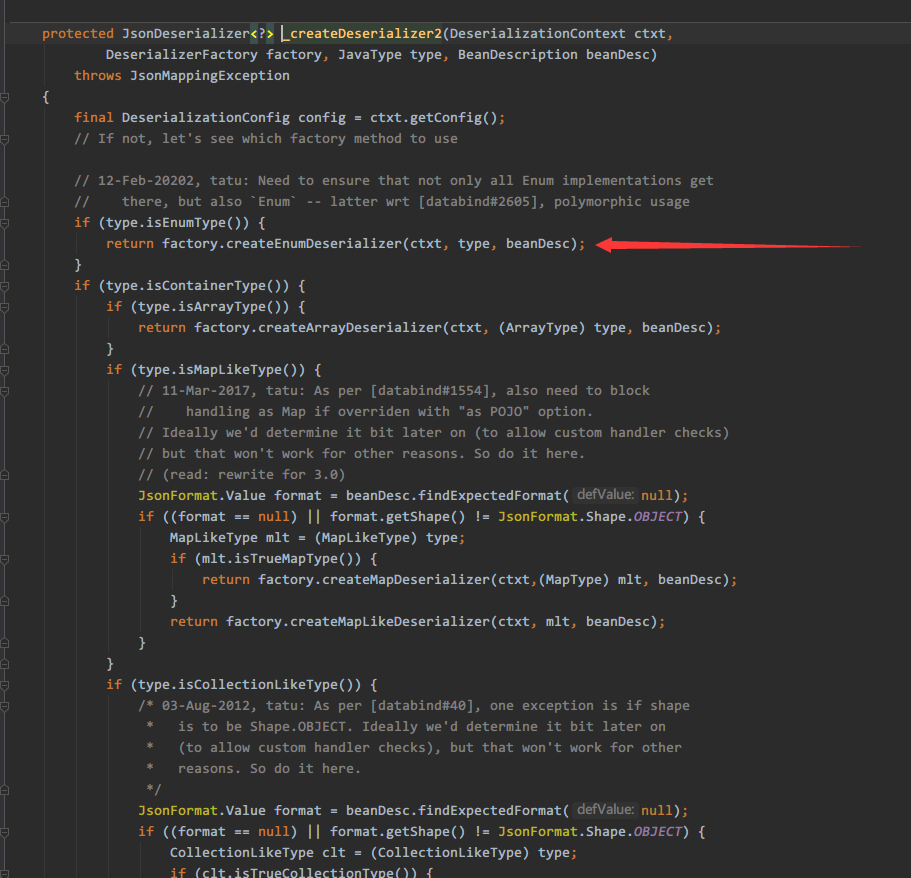 protected JsonDeserializer<?> _createDeserializer2(DeserializationContext ctxt,
        DeserializerFactory factory, JavaType type, BeanDescription beanDesc)
    throws JsonMappingException
{
    final DeserializationConfig config = ctxt.getConfig();
    // If not, let's see which factory method to use

    // 12-Feb-20202, tatu: Need to ensure that not only all Enum implementations get
    //    there, but also `Enum` -- latter wrt [databind#2605], polymorphic usage
    if (type.isEnumType()) {
        return factory.createEnumDeserializer(ctxt, type, beanDesc);
    }
    if (type.isContainerType()) {
        if (type.isArrayType()) {
            return factory.createArrayDeserializer(ctxt, (ArrayType) type, beanDesc);
        }
        if (type.isMapLikeType()) {
            // 11-Mar-2017, tatu: As per [databind#1554], also need to block
            //    handling as Map if overriden with "as POJO" option.
            // Ideally we'd determine it bit later on (to allow custom handler checks)
            // but that won't work for other reasons. So do it here.
            // (read: rewrite for 3.0)
            JsonFormat.Value format = beanDesc.findExpectedFormat( defValue: null);
            if ((format == null) || format.getShape() != JsonFormat.Shape.OBJECT) {
                MapLikeType mlt = (MapLikeType) type;
                if (mlt.isTrueMapType()) {
                    return factory.createMapDeserializer(ctxt,(MapType) mlt, beanDesc);
                }
                return factory.createMapLikeDeserializer(ctxt, mlt, beanDesc);
            }
        }
        if (type.isCollectionLikeType()) {
            /* 03-Aug-2012, tatu: As per [databind#40], one exception is if shape
             *   is to be Shape.OBJECT. Ideally we'd determine it bit later on
             *   (to allow custom handler checks), but that won't work for other
             *   reasons. So do it here.
             */
            JsonFormat.Value format = beanDesc.findExpectedFormat( defValue: null);
            if ((format == null) || format.getShape() != JsonFormat.Shape.OBJECT) {
                CollectionLikeType clt = (CollectionLikeType) type;
                if (clt.isTrueCollectionType()) {